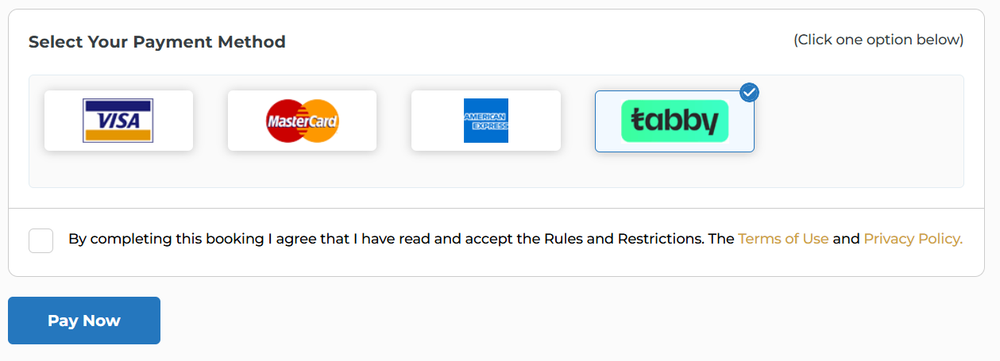 Select Your Payment Method
(Click one option below)
VISA
MasterCard
AMERICAN
EXPRESS
tabby
By completing this booking I agree that I have read and accept the Rules and Restrictions. The Terms of Use and Privacy Policy.
Pay Now